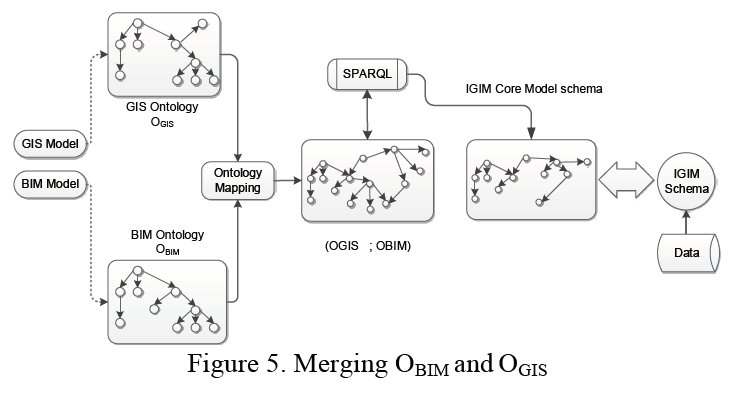 GIS Model
BIM Model
GIS Ontology
OGIS
BIM Ontology
OBIM
Ontology
Mapping
SPARQL
(OGIS ; OBIM)
IGIM Core Model schema
IGIM
Schema
Data
Figure 5. Merging OBIM and OGIS